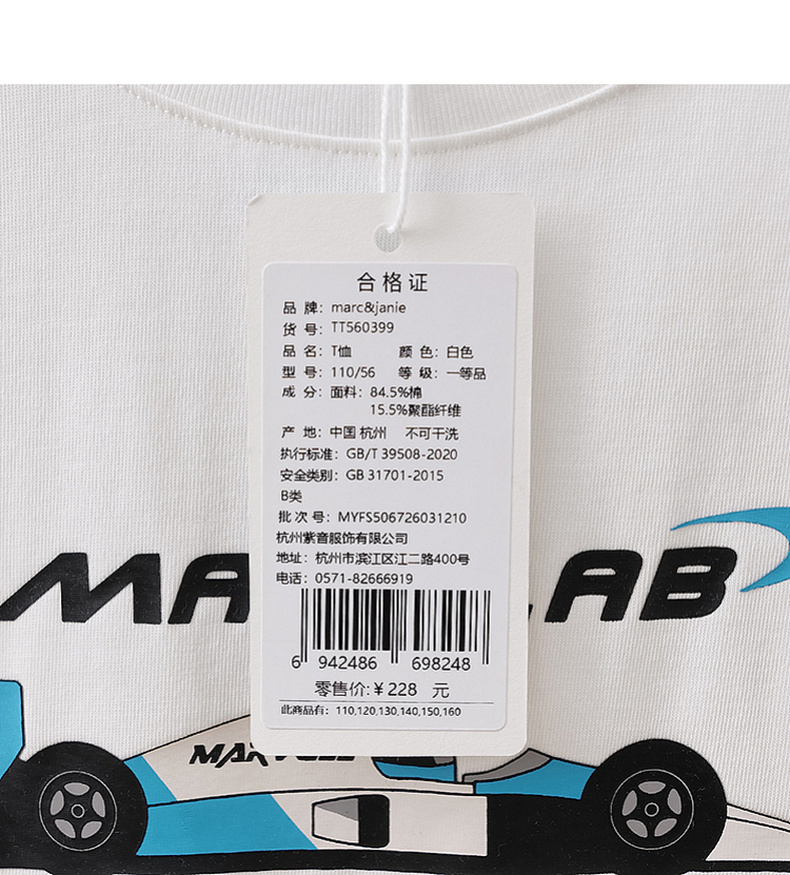 合格证
品 牌：marc&janie
货 号：TT560399
品 名：T恤 颜 色：白色
型 号：110/56 等 级：一等品
成 分：面料：84.5%棉
15.5%聚酯纤维
产 地：中国 杭州 不可干洗
执行标准：GB/T 39508-2020
安全类别：GB 31701-2015
B类
批 次 号：MYFS506726031210
杭州紫音服饰有限公司
地址：杭州市滨江区江二路400号
电话：0571-82666919
6 942486 698248
零售价:¥228 元
此商品有：110,120,130,140,150,160
MA LAB